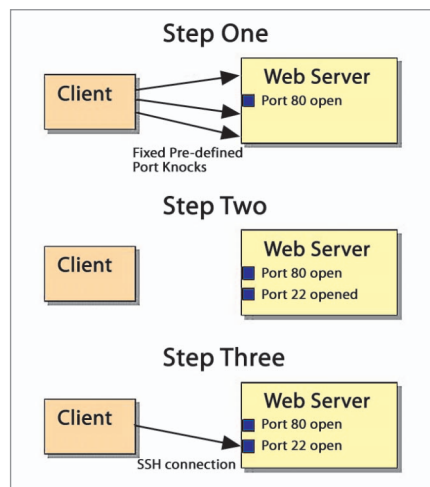 Step One
Client
Web Server
Port 80 open
Fixed Pre-defined
Port Knocks
Step Two
Client
Web Server
Port 80 open
Port 22 opened
Step Three
Client
Web Server
Port 80 open
Port 22 open
SSH connection